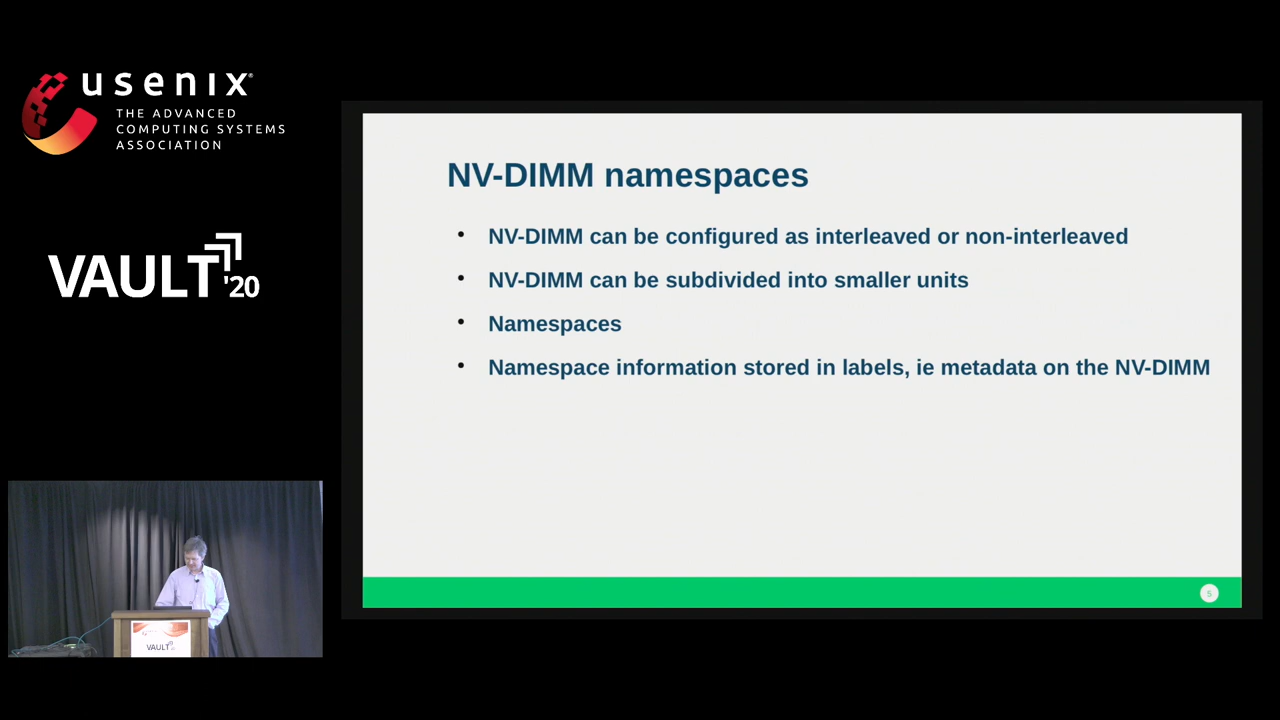 usenix®
THE ADVANCED
COMPUTING SYSTEMS
ASSOCIATION
VAULT '20
NV-DIMM namespaces
• NV-DIMM can be configured as interleaved or non-interleaved
• NV-DIMM can be subdivided into smaller units
• Namespaces
• Namespace information stored in labels, ie metadata on the NV-DIMM
5
VAULT